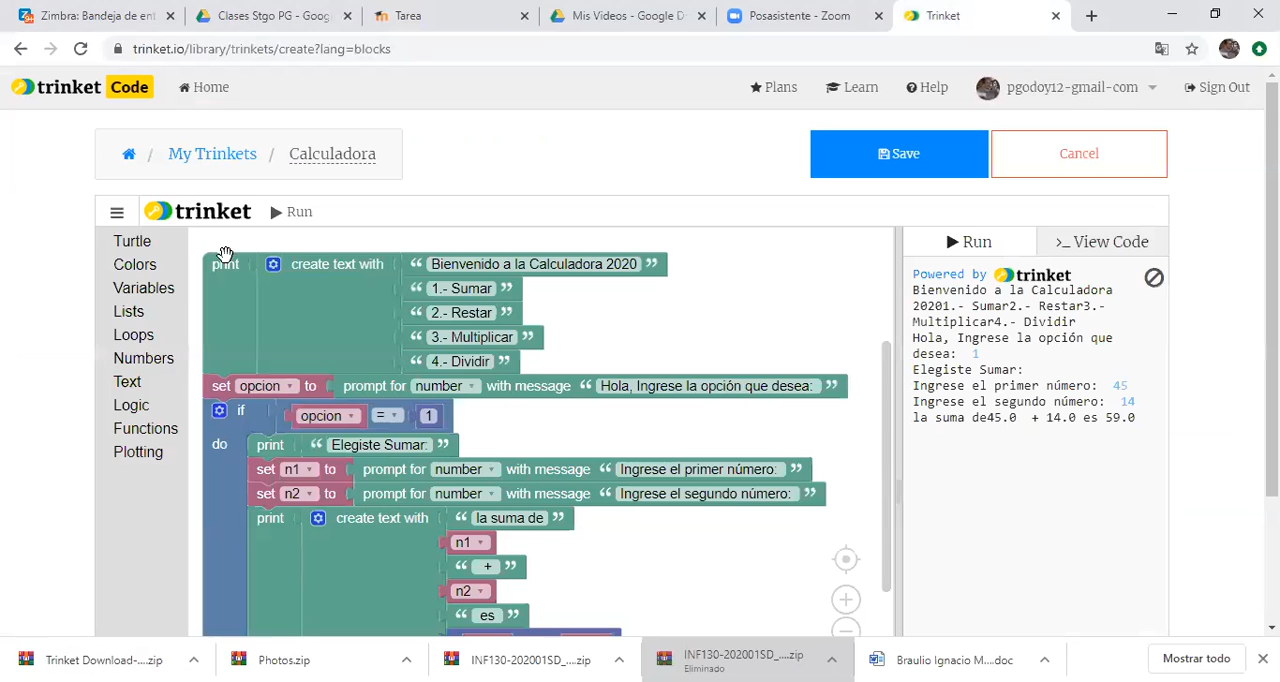 Zimbra: Bandeja de ent
Clases Stgo PG - Goog
Tarea
Mis Videos - Google D
Posasistente - Zoom
Trinket
trinket.io/library/trinkets/create?lang=blocks
trinket Code
Home
Plans
Learn
Help
pgodoy12-gmail-com
Sign Out
/ My Trinkets / Calculadora
Save
Cancel
trinket
Run
Turtle
Colors
Variables
Lists
Loops
Numbers
Text
Logic
Functions
Plotting
print create text with “ Bienvenido a la Calculadora 2020 ”
“ 1.- Sumar ”
“ 2.- Restar ”
“ 3.- Multiplicar ”
“ 4.- Dividir ”
set opcion to prompt for number with message “ Hola, Ingrese la opción que desea: ”
if opcion = 1
do print “ Elegiste Sumar: ”
set n1 to prompt for number with message “ Ingrese el primer número: ”
set n2 to prompt for number with message “ Ingrese el segundo número: ”
print create text with “ la suma de ”
n1
“ + ”
n2
“ es ”
Run
>_ View Code
Powered by trinket
Bienvenido a la Calculadora
20201.- Sumar2.- Restar3.-
Multiplicar4.- Dividir
Hola, Ingrese la opción que
desea: 1
Elegiste Sumar:
Ingrese el primer número: 45
Ingrese el segundo número: 14
la suma de45.0 + 14.0 es 59.0
Trinket Download-....zip
Photos.zip
INF130-202001SD_....zip
INF130-202001SD_....zip
Eliminado
Braulio Ignacio M....doc
Mostrar todo